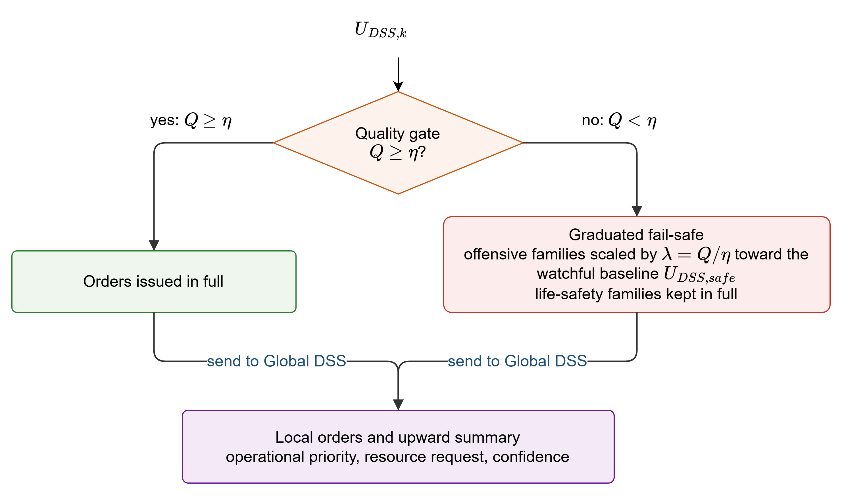 U_{DSS,k}
yes: Q ≥ η
no: Q < η
Quality gate
Q ≥ η?
Graduated fail-safe
offensive families scaled by λ = Q/η toward the
watchful baseline U_{DSS,safe}
life-safety families kept in full
Orders issued in full
send to Global DSS
send to Global DSS
Local orders and upward summary
operational priority, resource request, confidence